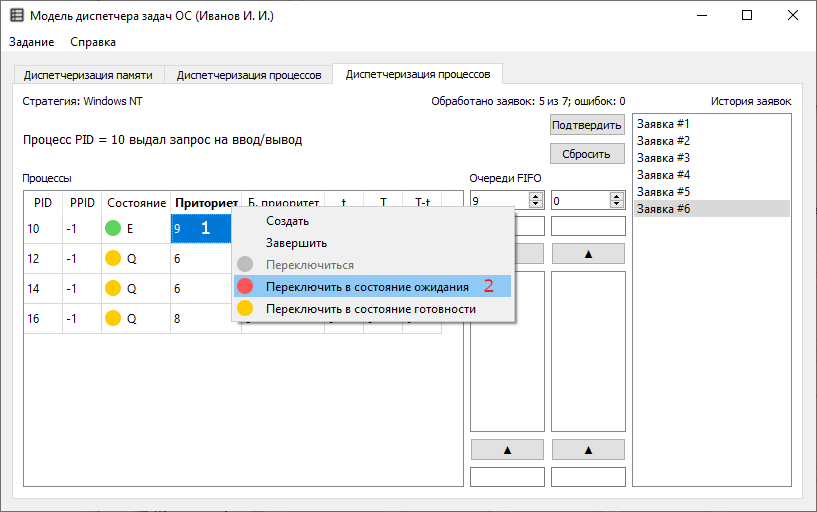 Модель диспетчера задач ОС (Иванов И. И.)
Задание Справка
Диспетчеризация памяти Диспетчеризация процессов Диспетчеризация процессов
Стратегия: Windows NT Обработано заявок: 5 из 7; ошибок: 0 История заявок
Процесс PID = 10 выдал запрос на ввод/вывод
Подтвердить
Сбросить
Заявка #1
Заявка #2
Заявка #3
Заявка #4
Заявка #5
Заявка #6
Процессы Очереди FIFO
PID PPID Состояние Приториет Б. приоритет t T T-t
9 0
10 -1 E 9 1
12 -1 Q 6
14 -1 Q 6
16 -1 Q 8
Создать
Завершить
Переключиться
Переключить в состояние ожидания 2
Переключить в состояние готовности